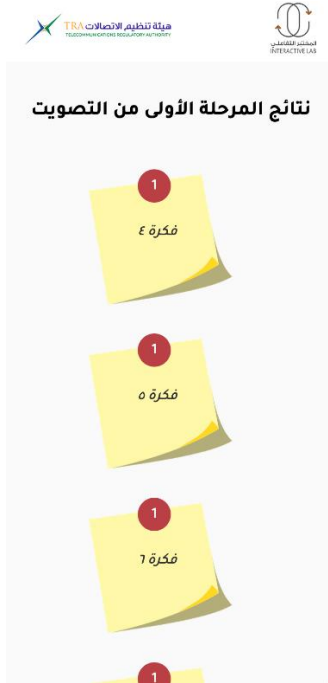 هيئة تنظيم الاتصالات TRA
TELECOMMUNICATIONS REGULATORY AUTHORITY
المختبر التفاعلي
INTERACTIVE LAB
نتائج المرحلة الأولى من التصويت
1
فكرة ٤
1
فكرة ٥
1
فكرة ٦
1